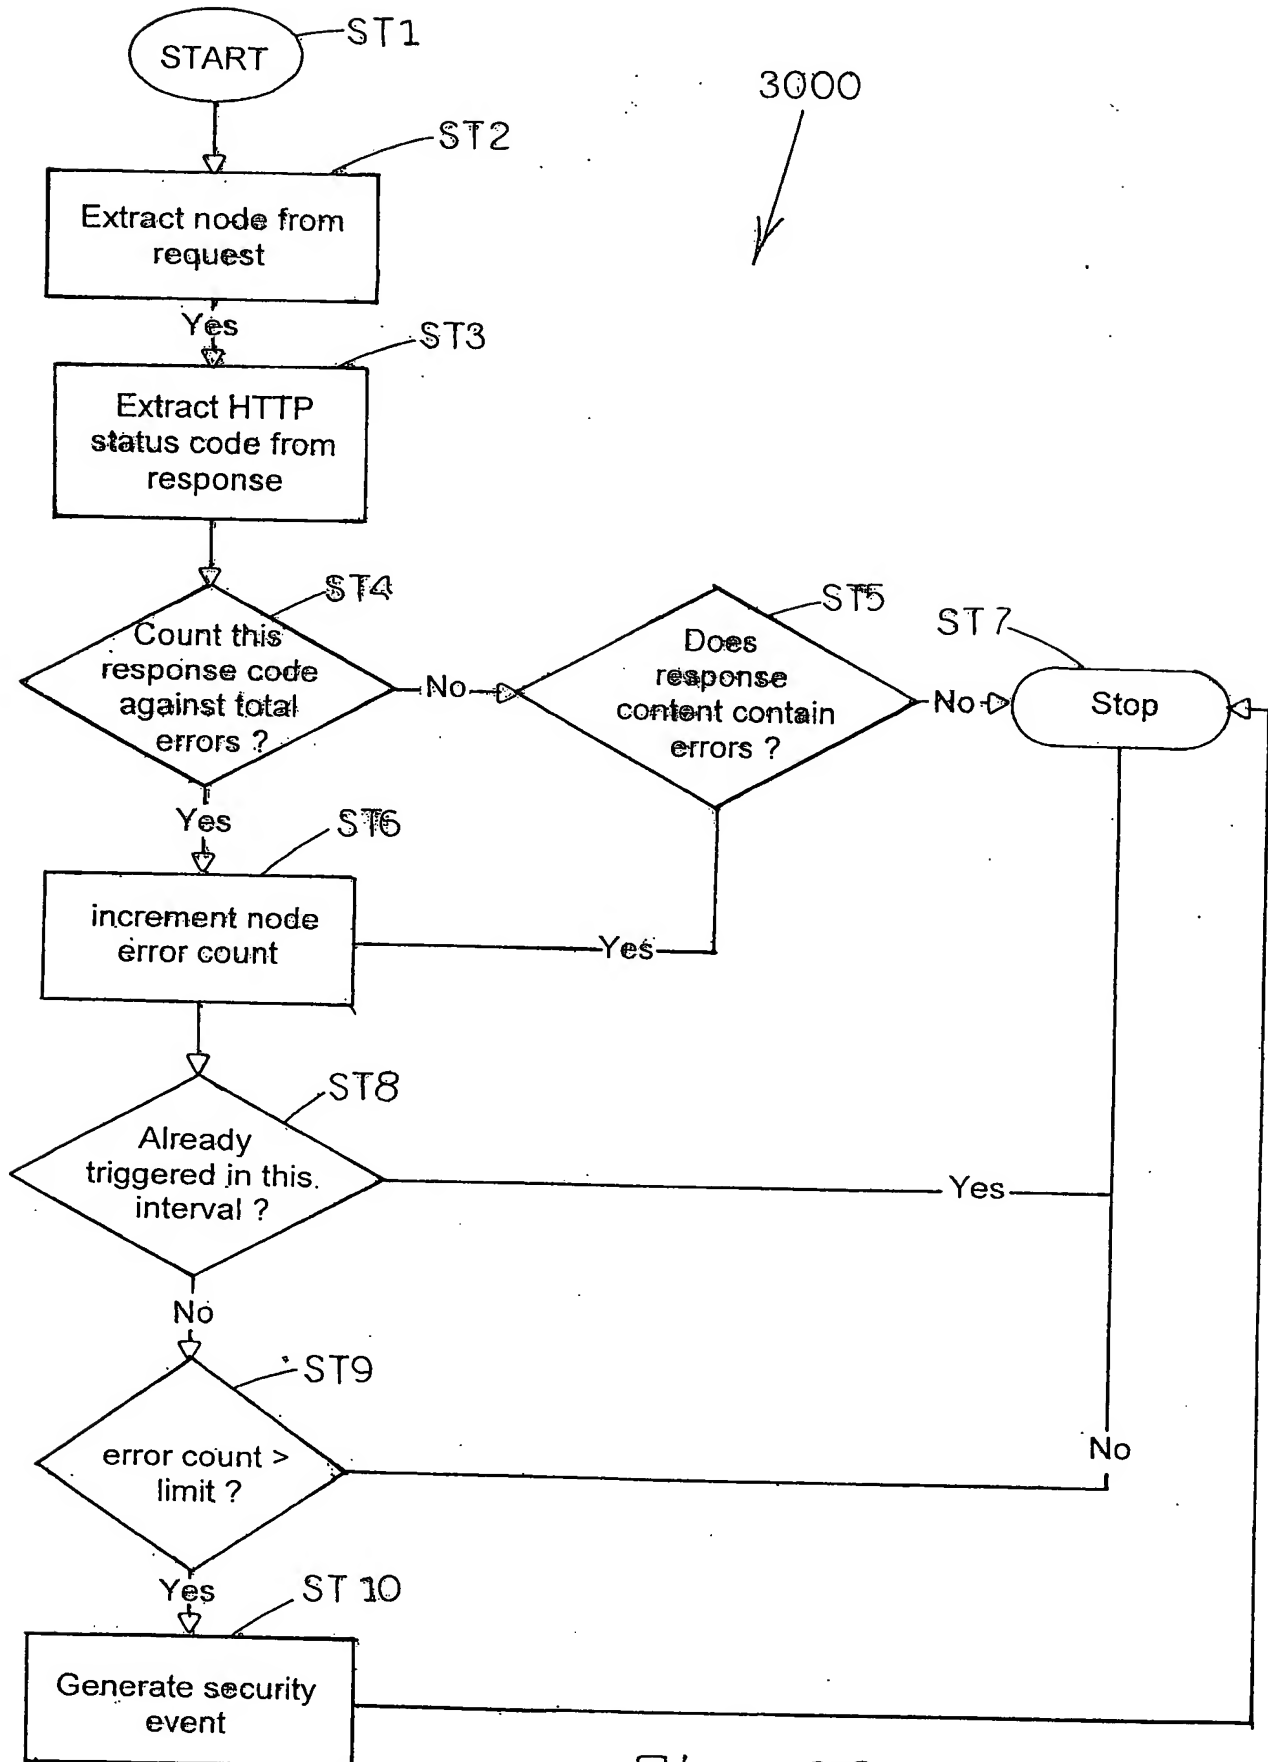 START
ST1
3000
ST2
Extract node from
request
Yes
ST3
Extract HTTP
status code from
response
ST4
Count this
response code
against total
errors ?
No
ST5
Does
response
content contain
errors ?
No
ST 7
Stop
Yes
ST6
increment node
error count
Yes
ST8
Already
triggered in this
interval ?
Yes
No
ST9
error count >
limit ?
No
Yes
ST 10
Generate security
event